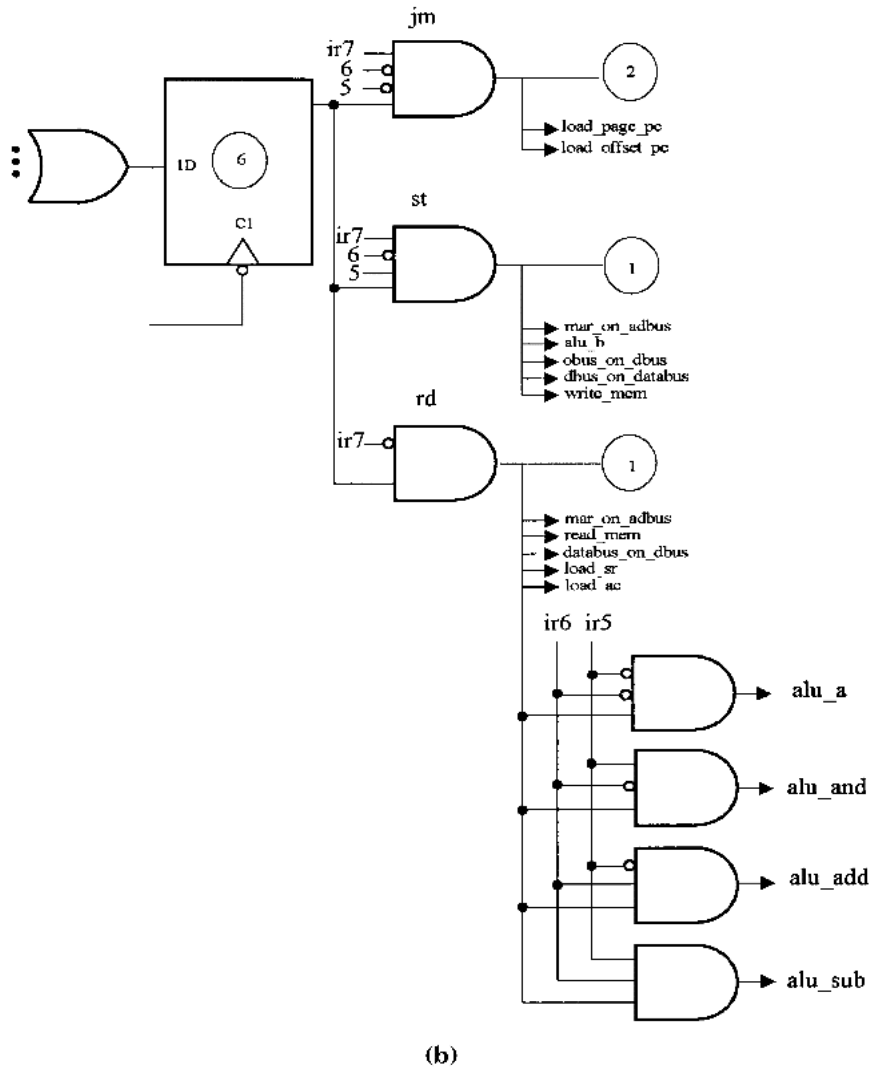 jm
ir7
6
5
2
load_page_pc
load_offset_pc
1D
6
C1
st
ir7
6
5
1
mar_on_adbus
alu_b
obus_on_dbus
dbus_on_databus
write_mem
rd
ir7
1
mar_on_adbus
read_mem
databus_on_dbus
load_sr
load_ac
ir6 ir5
alu_a
alu_and
alu_add
alu_sub
(b)